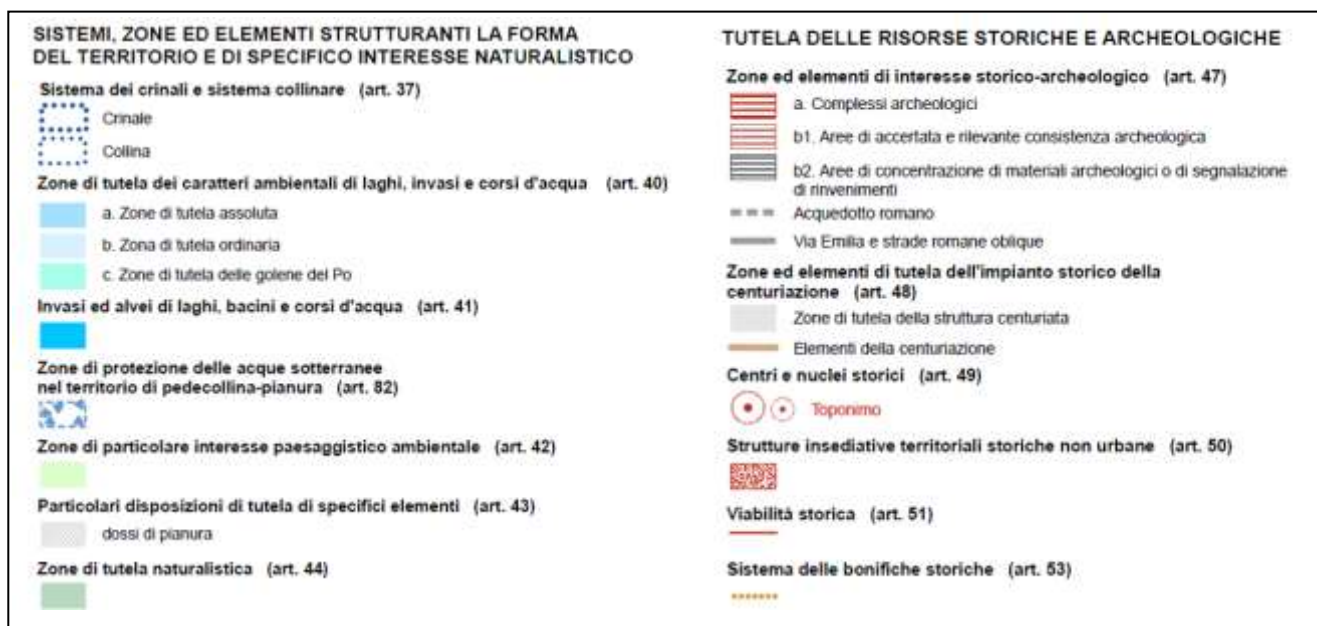 SISTEMI, ZONE ED ELEMENTI STRUTTURANTI LA FORMA
DEL TERRITORIO E DI SPECIFICO INTERESSE NATURALISTICO
Sistema dei crinali e sistema collinare (art. 37)
Crinale
Collina
Zone di tutela dei caratteri ambientali di laghi, invasi e corsi d'acqua (art. 40)
a. Zone di tutela assoluta
b. Zona di tutela ordinaria
c. Zone di tutela delle golene del Po
Invasi ed alvei di laghi, bacini e corsi d'acqua (art. 41)
Zone di protezione delle acque sotterranee
nel territorio di pedecollina-pianura (art. 82)
Zone di particolare interesse paesaggistico ambientale (art. 42)
Particolari disposizioni di tutela di specifici elementi (art. 43)
dossi di pianura
Zone di tutela naturalistica (art. 44)
TUTELA DELLE RISORSE STORICHE E ARCHEOLOGICHE
Zone ed elementi di interesse storico-archeologico (art. 47)
a. Complessi archeologici
b1. Aree di accertata e rilevante consistenza archeologica
b2. Aree di concentrazione di materiali archeologici o di segnalazione
di rinvenimenti
Acquedotto romano
Via Emilia e strade romane oblique
Zone ed elementi di tutela dell'impianto storico della
centuriazione (art. 48)
Zone di tutela della struttura centuriata
Elementi della centuriazione
Centri e nuclei storici (art. 49)
Toponimo
Strutture insediative territoriali storiche non urbane (art. 50)
Viabilità storica (art. 51)
Sistema delle bonifiche storiche (art. 53)